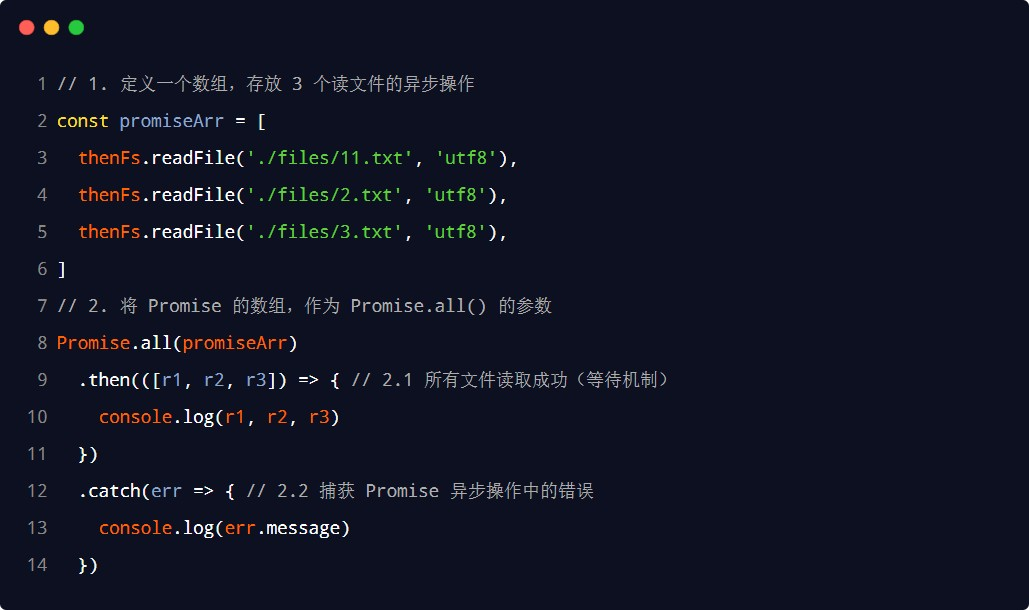 1 // 1. 定义一个数组，存放 3 个读文件的异步操作
2 const promiseArr = [
3   thenFs.readFile('./files/11.txt', 'utf8'),
4   thenFs.readFile('./files/2.txt', 'utf8'),
5   thenFs.readFile('./files/3.txt', 'utf8'),
6 ]
7 // 2. 将 Promise 的数组，作为 Promise.all() 的参数
8 Promise.all(promiseArr)
9   .then(([r1, r2, r3]) => { // 2.1 所有文件读取成功（等待机制）
10     console.log(r1, r2, r3)
11   })
12   .catch(err => { // 2.2 捕获 Promise 异步操作中的错误
13     console.log(err.message)
14   })